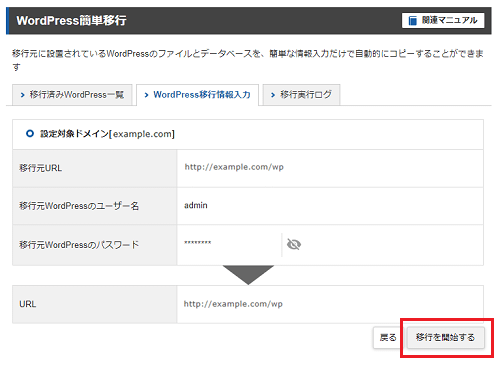 WordPress簡単移行
関連マニュアル
移行元に設置されているWordPressのファイルとデータベースを、簡単な情報入力だけで自動的にコピーすることができま
す
移行済みWordPress一覧
WordPress移行情報入力
移行実行ログ
設定対象ドメイン[example.com]
移行元URL
http://example.com/wp
移行元WordPressのユーザー名
admin
移行元WordPressのパスワード
********
URL
http://example.com/wp
戻る
移行を開始する